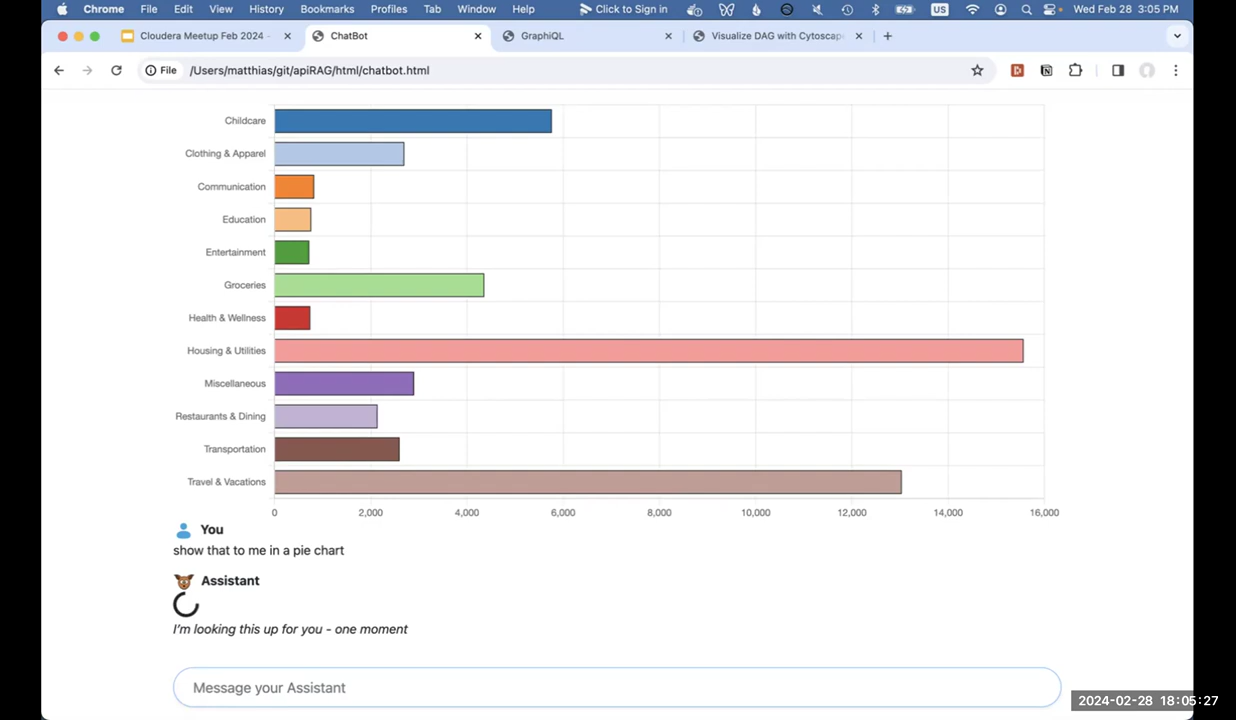 Chrome File Edit View History Bookmarks Profiles Tab Window Help Click to Sign in US Wed Feb 28 3:05 PM
Cloudera Meetup Feb 2024 - ChatBot GraphiQL Visualize DAG with Cytoscape
File /Users/matthias/git/apiRAG/html/chatbot.html
Childcare
Clothing & Apparel
Communication
Education
Entertainment
Groceries
Health & Wellness
Housing & Utilities
Miscellaneous
Restaurants & Dining
Transportation
Travel & Vacations
0 2,000 4,000 6,000 8,000 10,000 12,000 14,000 16,000
You
show that to me in a pie chart
Assistant
I'm looking this up for you - one moment
Message your Assistant
2024-02-28 18:05:27